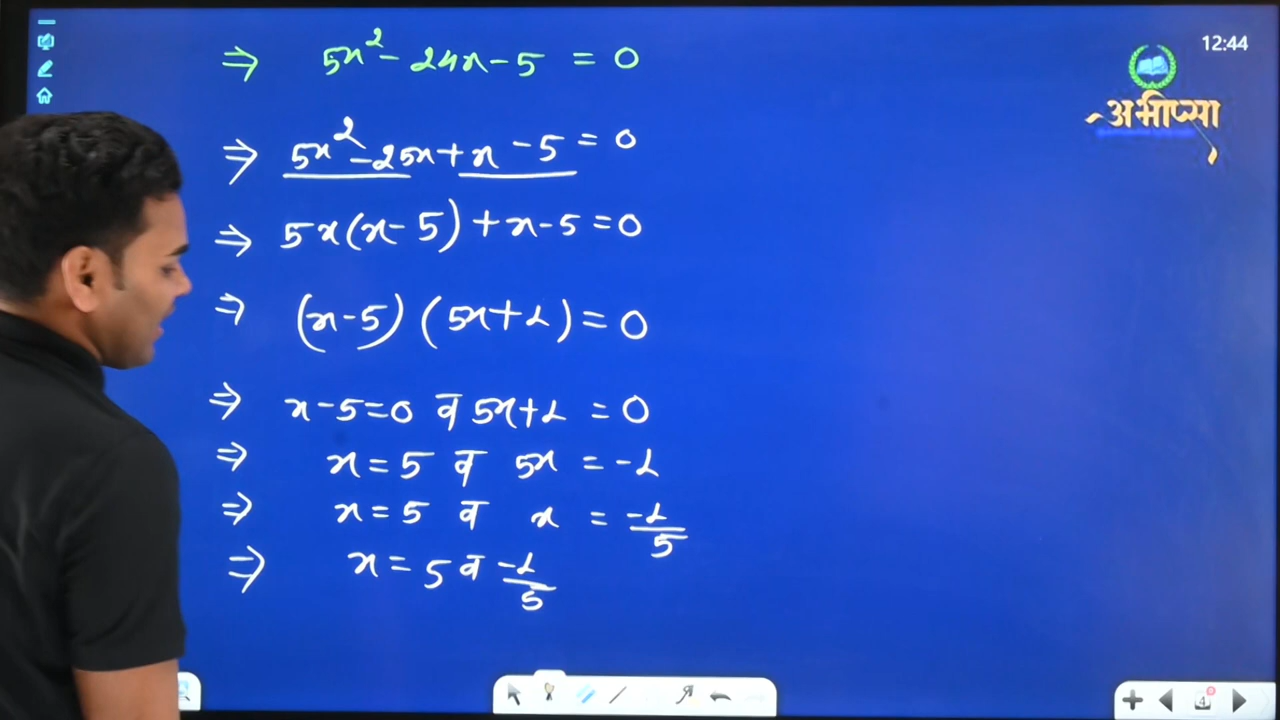 ⇒ 5x² - 24x - 5 = 0
12:44
अभीप्सा
⇒ 5x² - 25x + x - 5 = 0
⇒ 5x(x - 5) + x - 5 = 0
⇒ (x - 5) (5x + 1) = 0
⇒ x - 5 = 0 व 5x + 1 = 0
⇒ x = 5 व 5x = -1
⇒ x = 5 व x = -1/5
⇒ x = 5 व -1/5
4